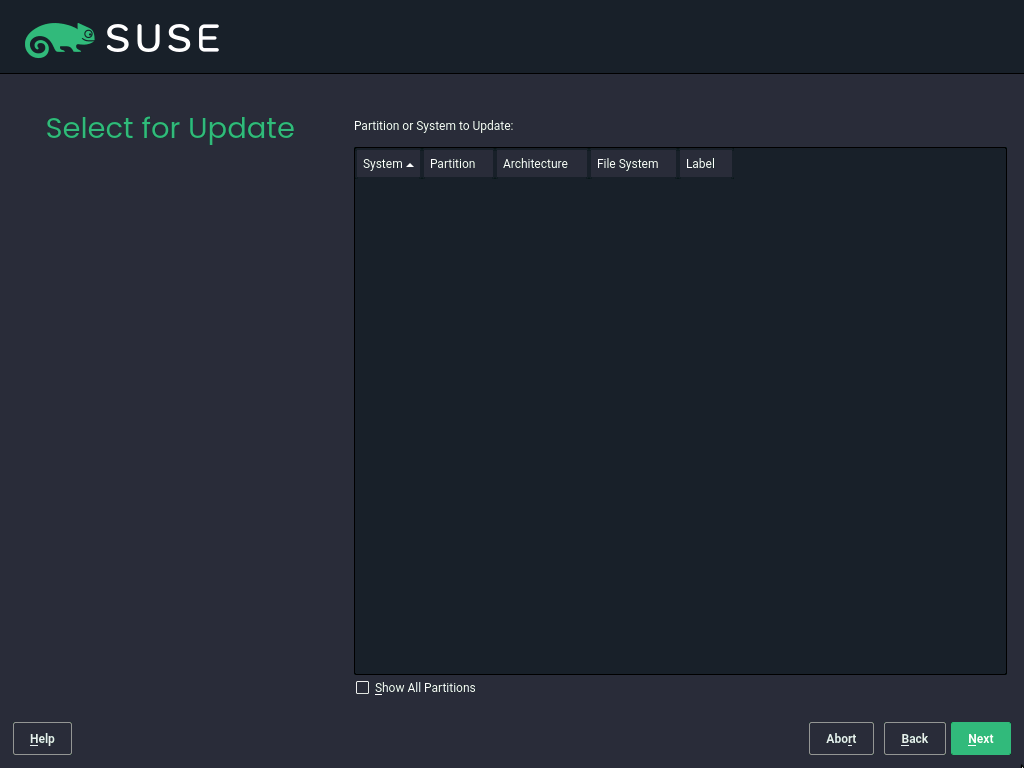 SUSE
Select for Update
Partition or System to Update:
System Partition Architecture File System Label
Show All Partitions
Help Abort Back Next